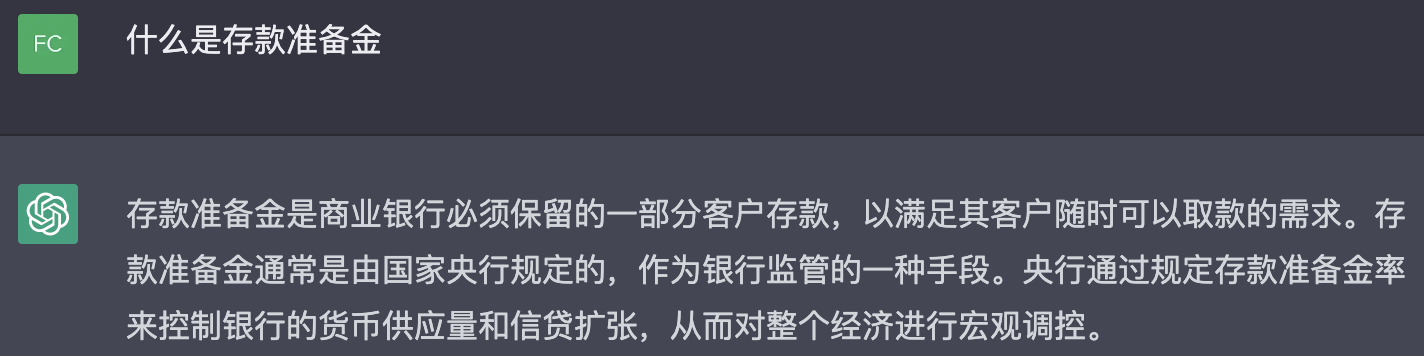 FC
什么是存款准备金
存款准备金是商业银行必须保留的一部分客户存款，以满足其客户随时可以取款的需求。存
款准备金通常是由国家央行规定的，作为银行监管的一种手段。央行通过规定存款准备金率
来控制银行的货币供应量和信贷扩张，从而对整个经济进行宏观调控。